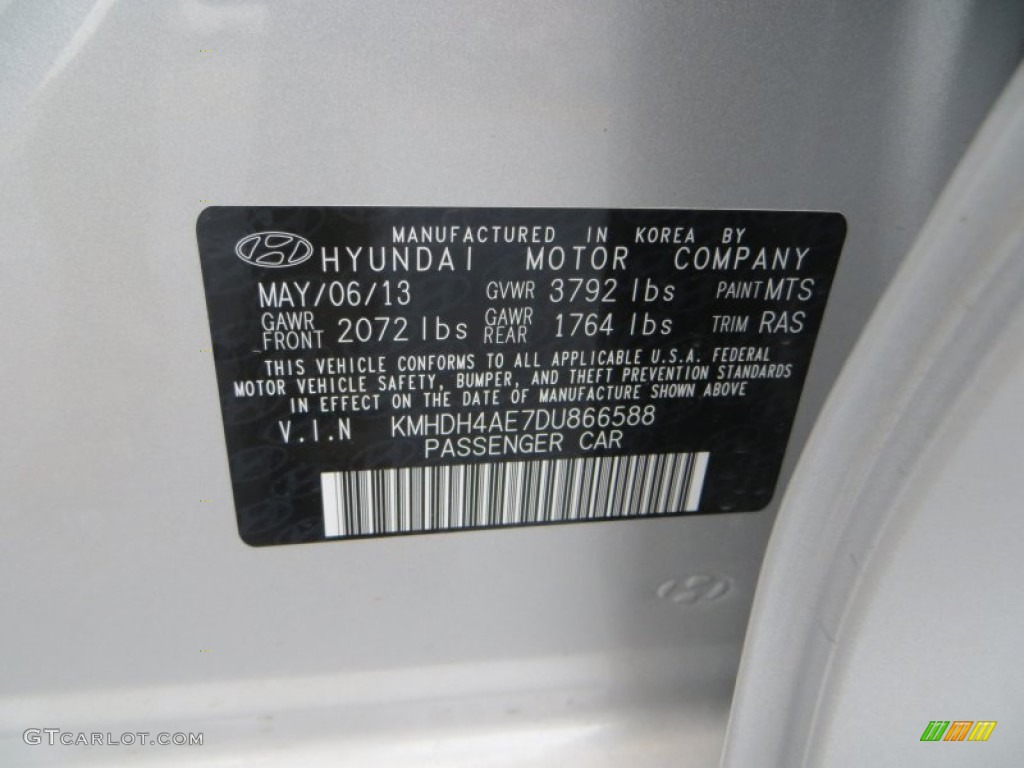 MANUFACTURED IN KOREA BY
HYUNDAI MOTOR COMPANY
MAY/06/13 GVWR 3792 lbs PAINT MTS
GAWR FRONT 2072 lbs GAWR REAR 1764 lbs TRIM RAS
THIS VEHICLE CONFORMS TO ALL APPLICABLE U.S.A. FEDERAL
MOTOR VEHICLE SAFETY, BUMPER, AND THEFT PREVENTION STANDARDS
IN EFFECT ON THE DATE OF MANUFACTURE SHOWN ABOVE
V.I.N KMHDH4AE7DU866588
PASSENGER CAR
GTCARLOT.COM